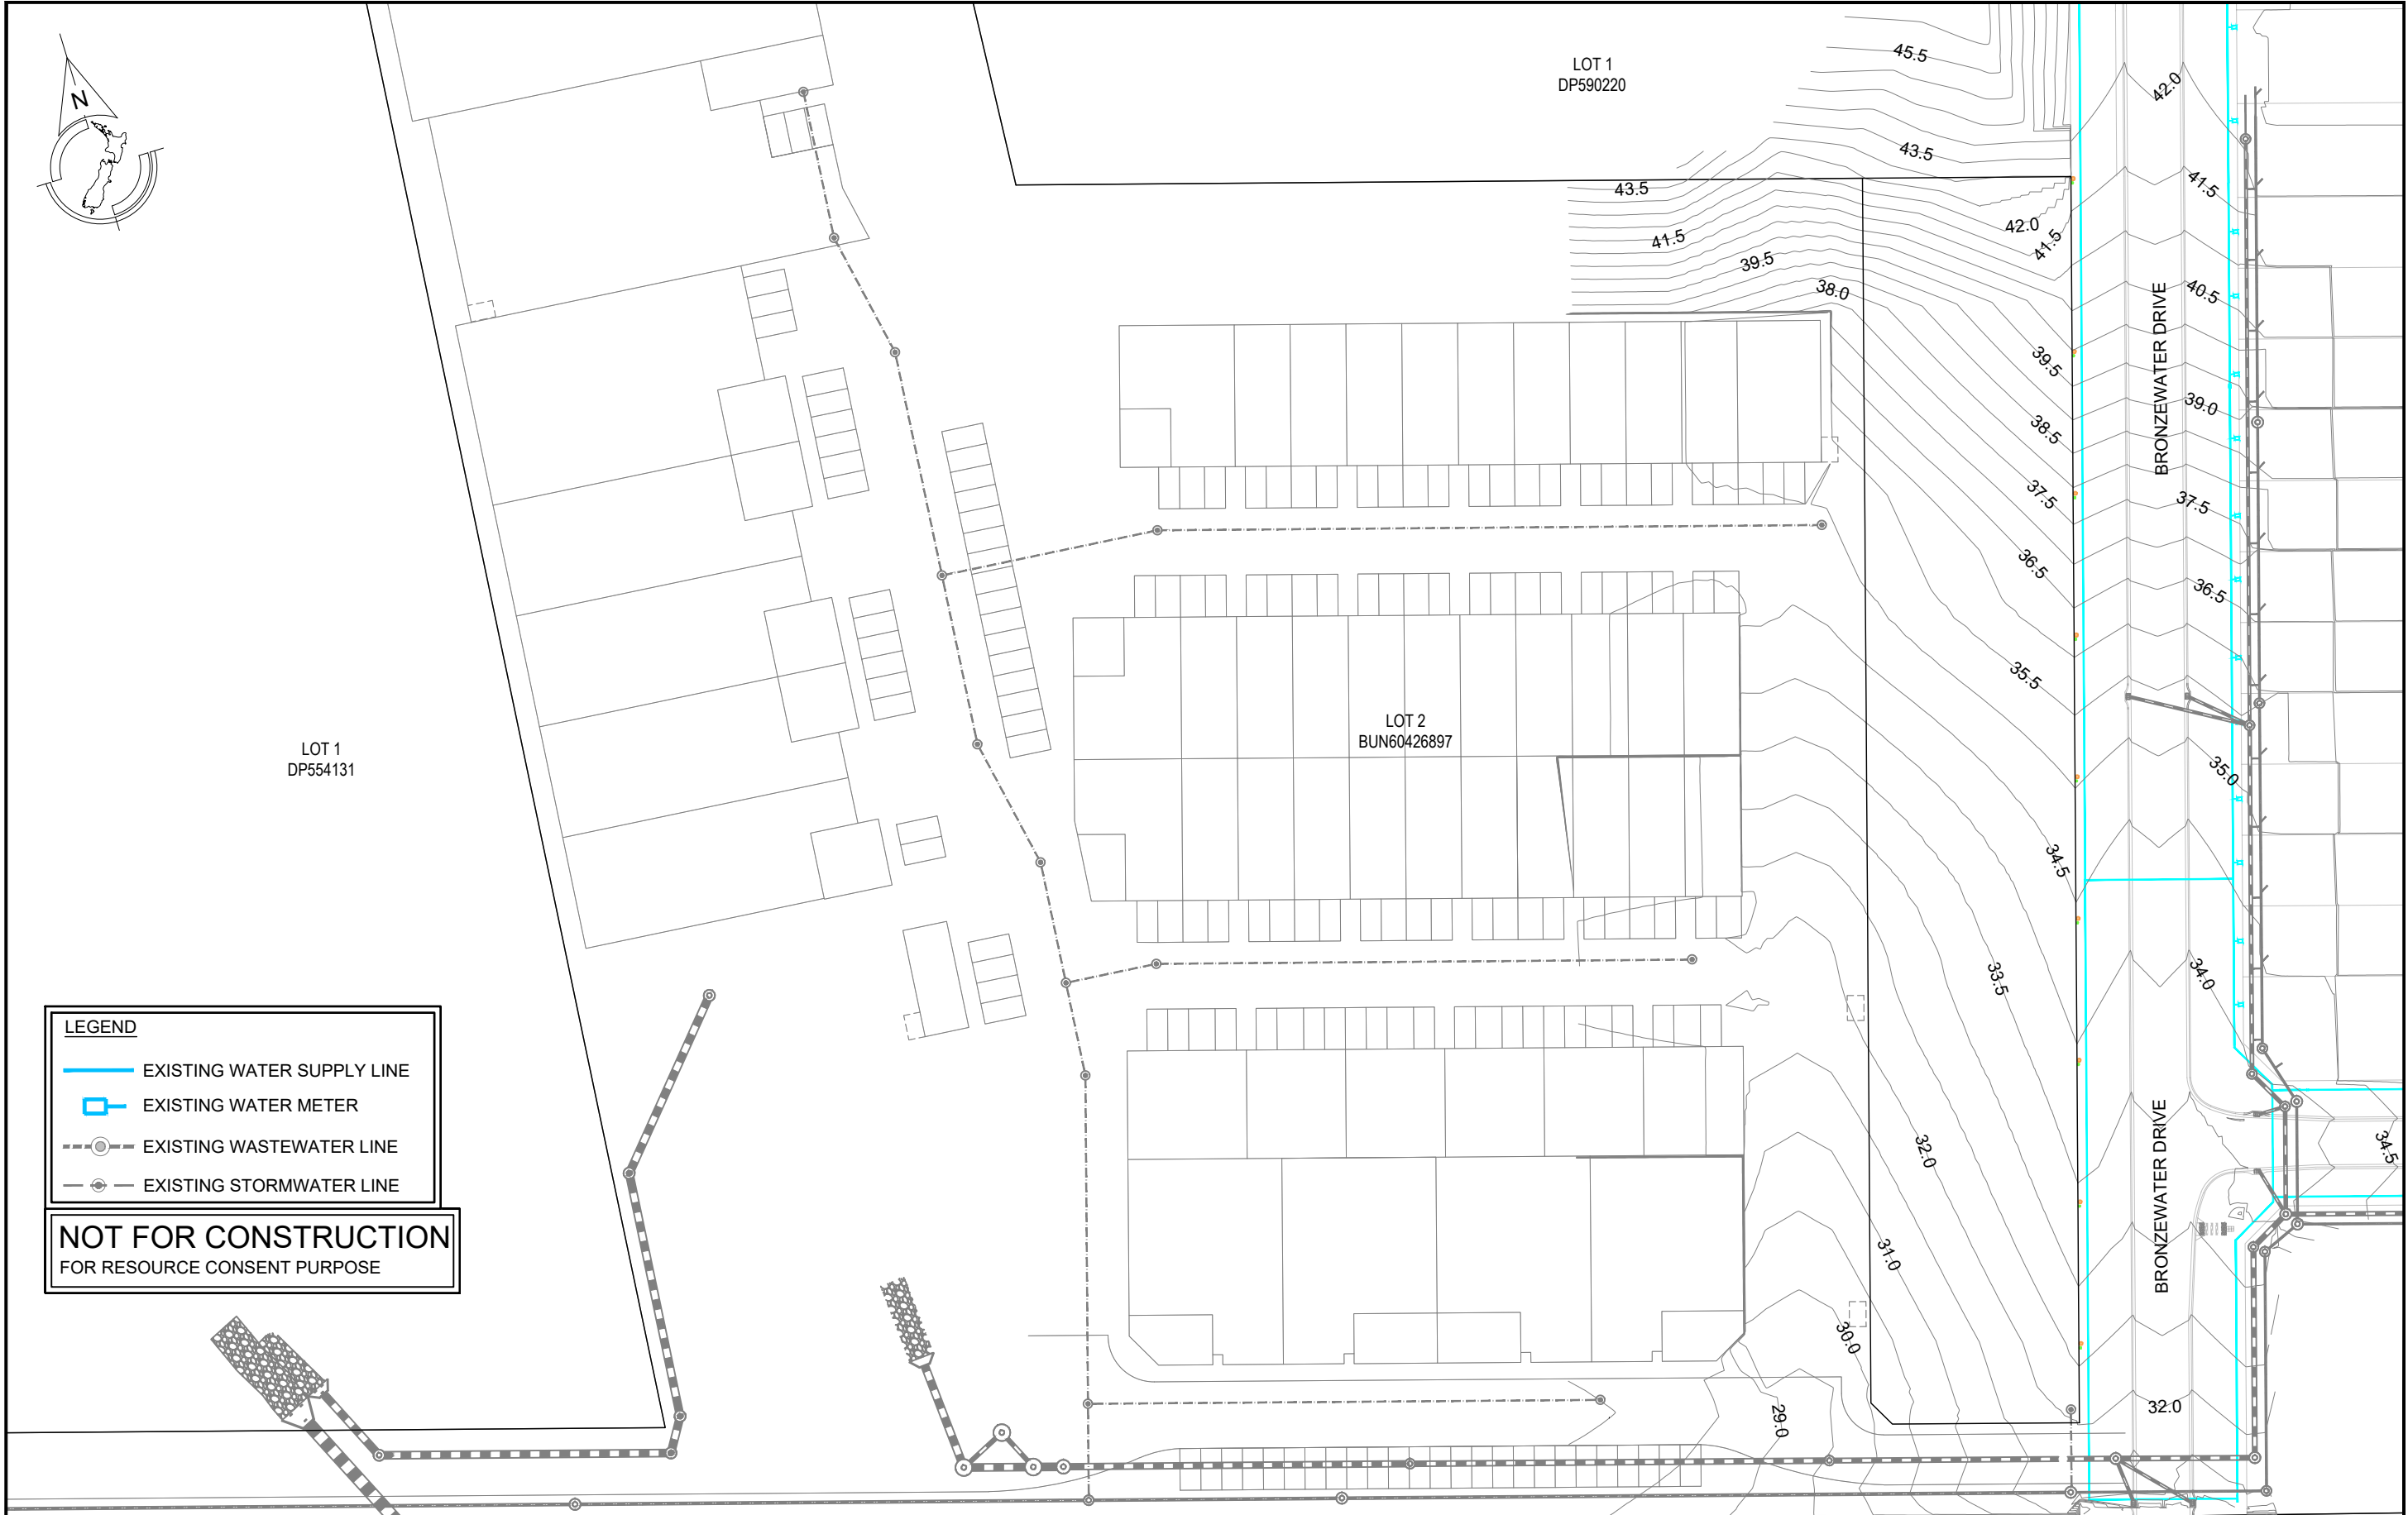 N
LOT 1
DP590220
45.5
42.0
43.5
43.5
41.5
42.0
41.5
41.5
39.5
38.0
40.5
BRONZEWATER DRIVE
39.5
39.0
38.5
37.5
37.5
36.5
36.5
35.5
LOT 2
BUN60426897
LOT 1
DP554131
35.0
34.5
33.5
34.0
LEGEND
EXISTING WATER SUPPLY LINE
EXISTING WATER METER
EXISTING WASTEWATER LINE
EXISTING STORMWATER LINE
NOT FOR CONSTRUCTION
FOR RESOURCE CONSENT PURPOSE
BRONZEWATER DRIVE
34.5
32.0
31.0
30.0
29.0
32.0